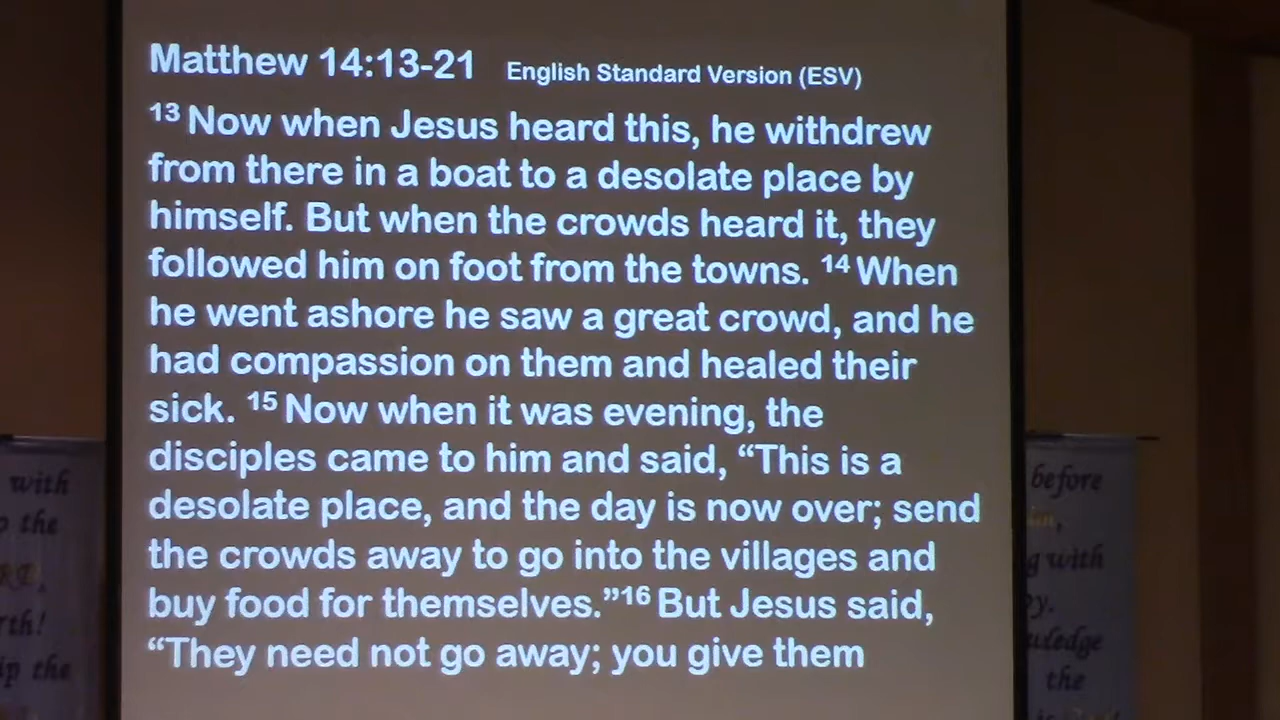 Matthew 14:13-21 English Standard Version (ESV)
13 Now when Jesus heard this, he withdrew
from there in a boat to a desolate place by
himself. But when the crowds heard it, they
followed him on foot from the towns. 14 When
he went ashore he saw a great crowd, and he
had compassion on them and healed their
sick. 15 Now when it was evening, the
disciples came to him and said, “This is a
desolate place, and the day is now over; send
the crowds away to go into the villages and
buy food for themselves.”16 But Jesus said,
“They need not go away; you give them
with
the
the
before
with
the